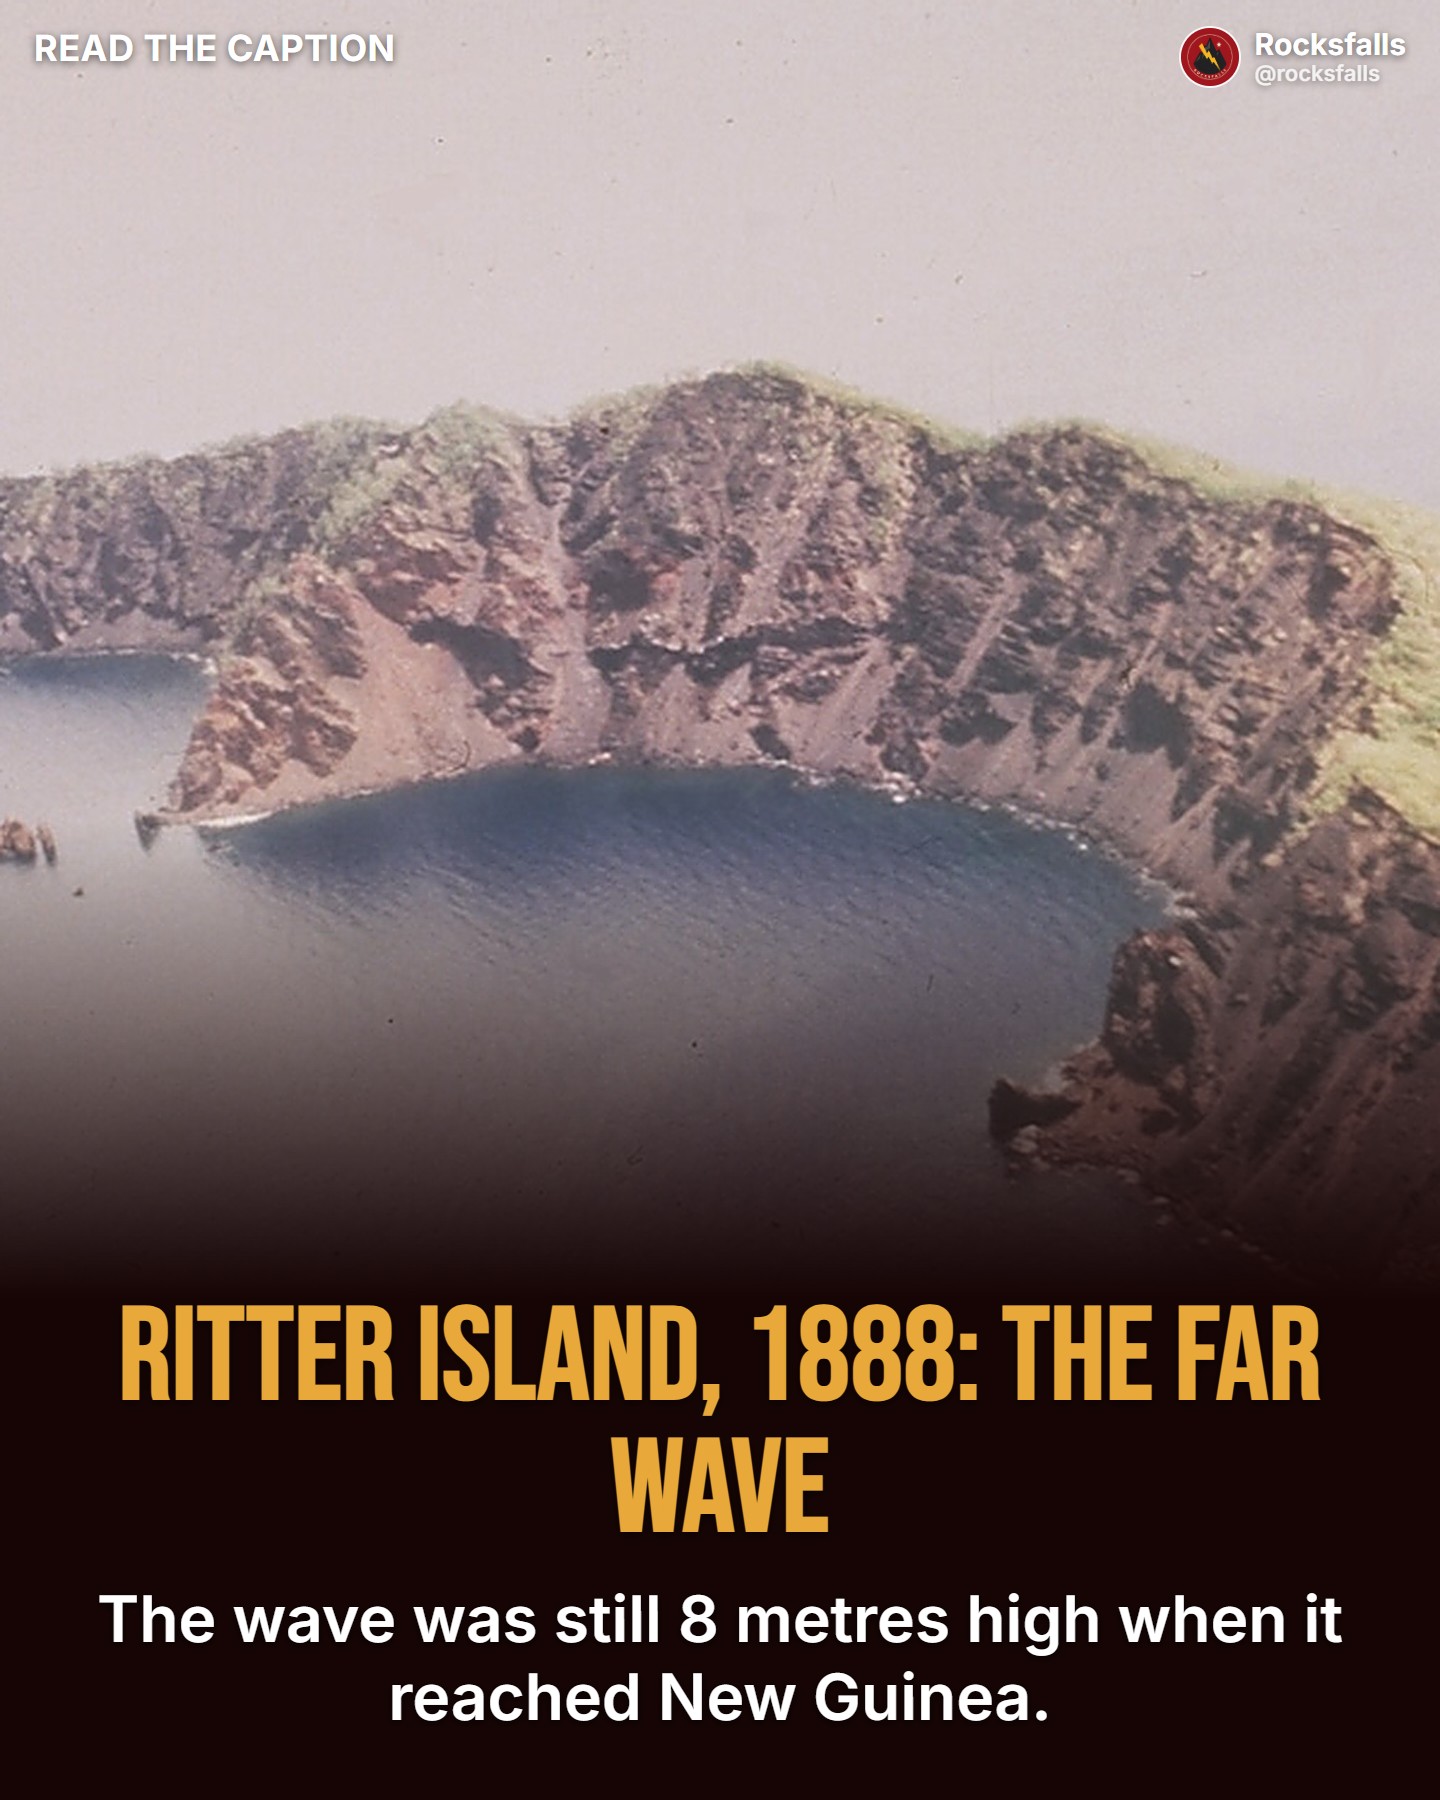 READ THE CAPTION
Rocksfalls
@rocksfalls
RITTER ISLAND, 1888: THE FAR
WAVE
The wave was still 8 metres high when it
reached New Guinea.